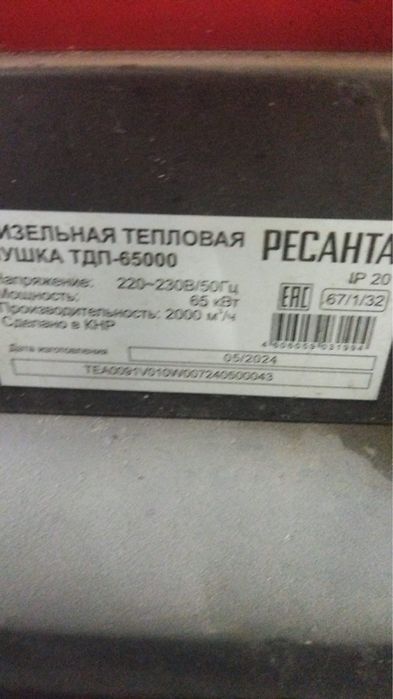 ИЗЕЛЬНАЯ ТЕПЛОВАЯ
УШКА ТДП-65000
РЕСАНТА
IP 20
Напряжение: 220~230В/50Гц
Мощность: 65 кВт
Производительность: 2000 м³/ч
Сделано в КНР
EAC
67/1/32
Дата изготовления 05/2024
TEA0091V010W007240500043